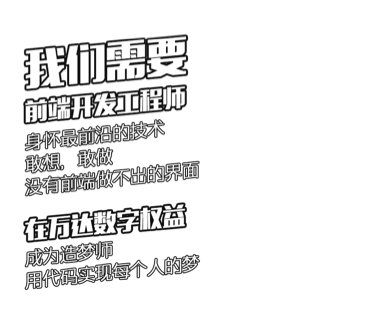 我们需要
前端开发工程师
身怀最前沿的技术
敢想，敢做
没有前端做不出的界面
在万达数字权益
成为造梦师
用代码实现每个人的梦